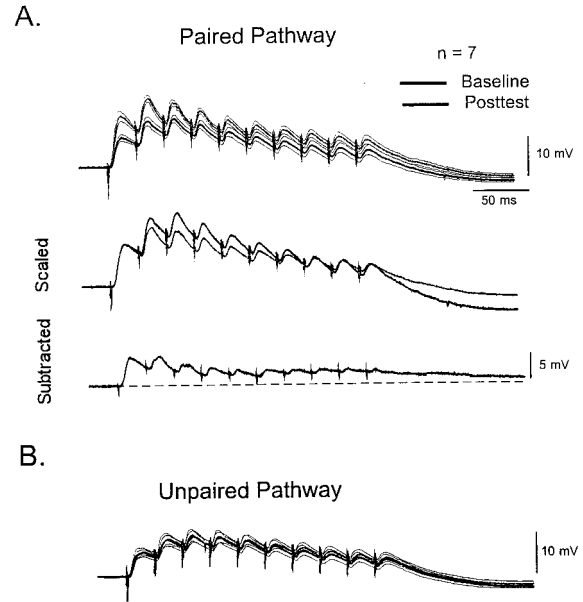 A.
Paired Pathway
n = 7
Baseline
Posttest
10 mV
50 ms
Scaled
Subtracted
5 mV
B.
Unpaired Pathway
10 mV